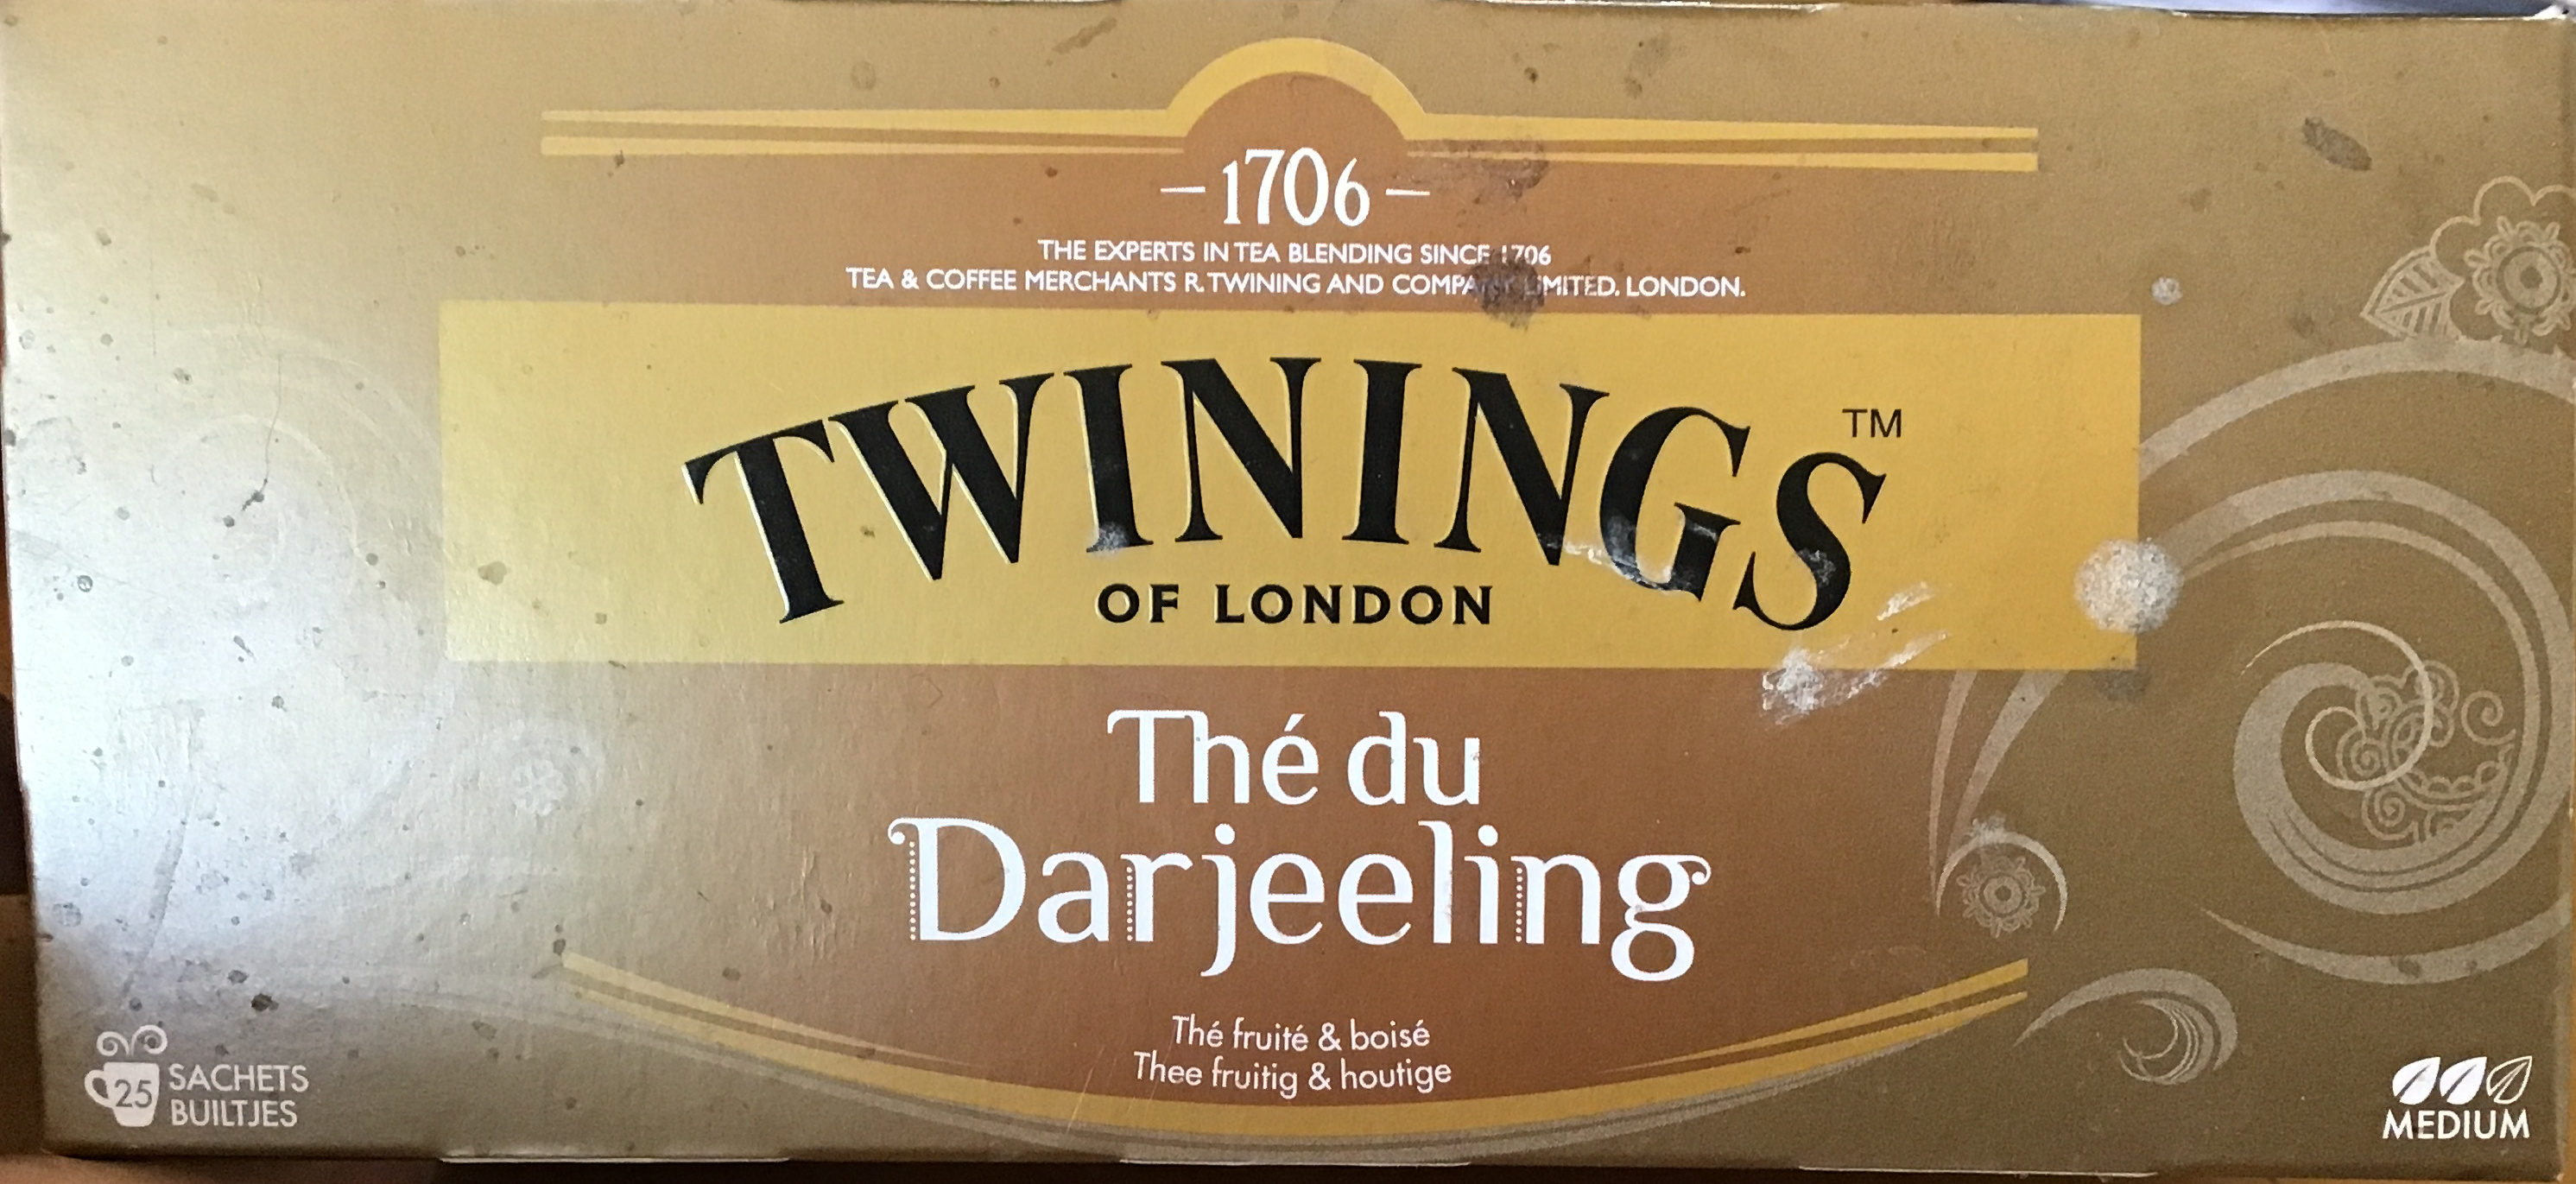 – 1706 –
THE EXPERTS IN TEA BLENDING SINCE 1706
TEA & COFFEE MERCHANTS R. TWINING AND COMPANY LIMITED. LONDON.
TWININGS™
OF LONDON
Thé du
Darjeeling
Thé fruité & boisé
Thee fruitig & houtige
25
SACHETS
BUILTJES
MEDIUM